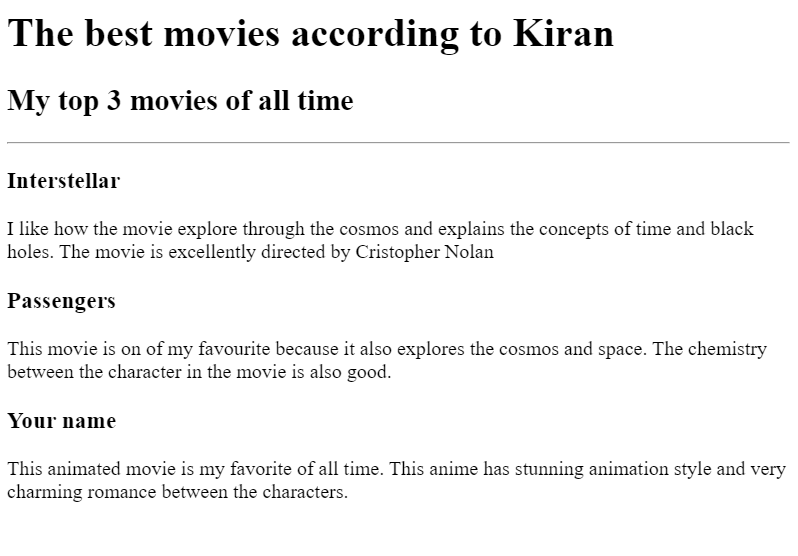 The best movies according to Kiran
My top 3 movies of all time
Interstellar
I like how the movie explore through the cosmos and explains the concepts of time and black
holes. The movie is excellently directed by Cristopher Nolan
Passengers
This movie is on of my favourite because it also explores the cosmos and space. The chemistry
between the character in the movie is also good.
Your name
This animated movie is my favorite of all time. This anime has stunning animation style and very
charming romance between the characters.